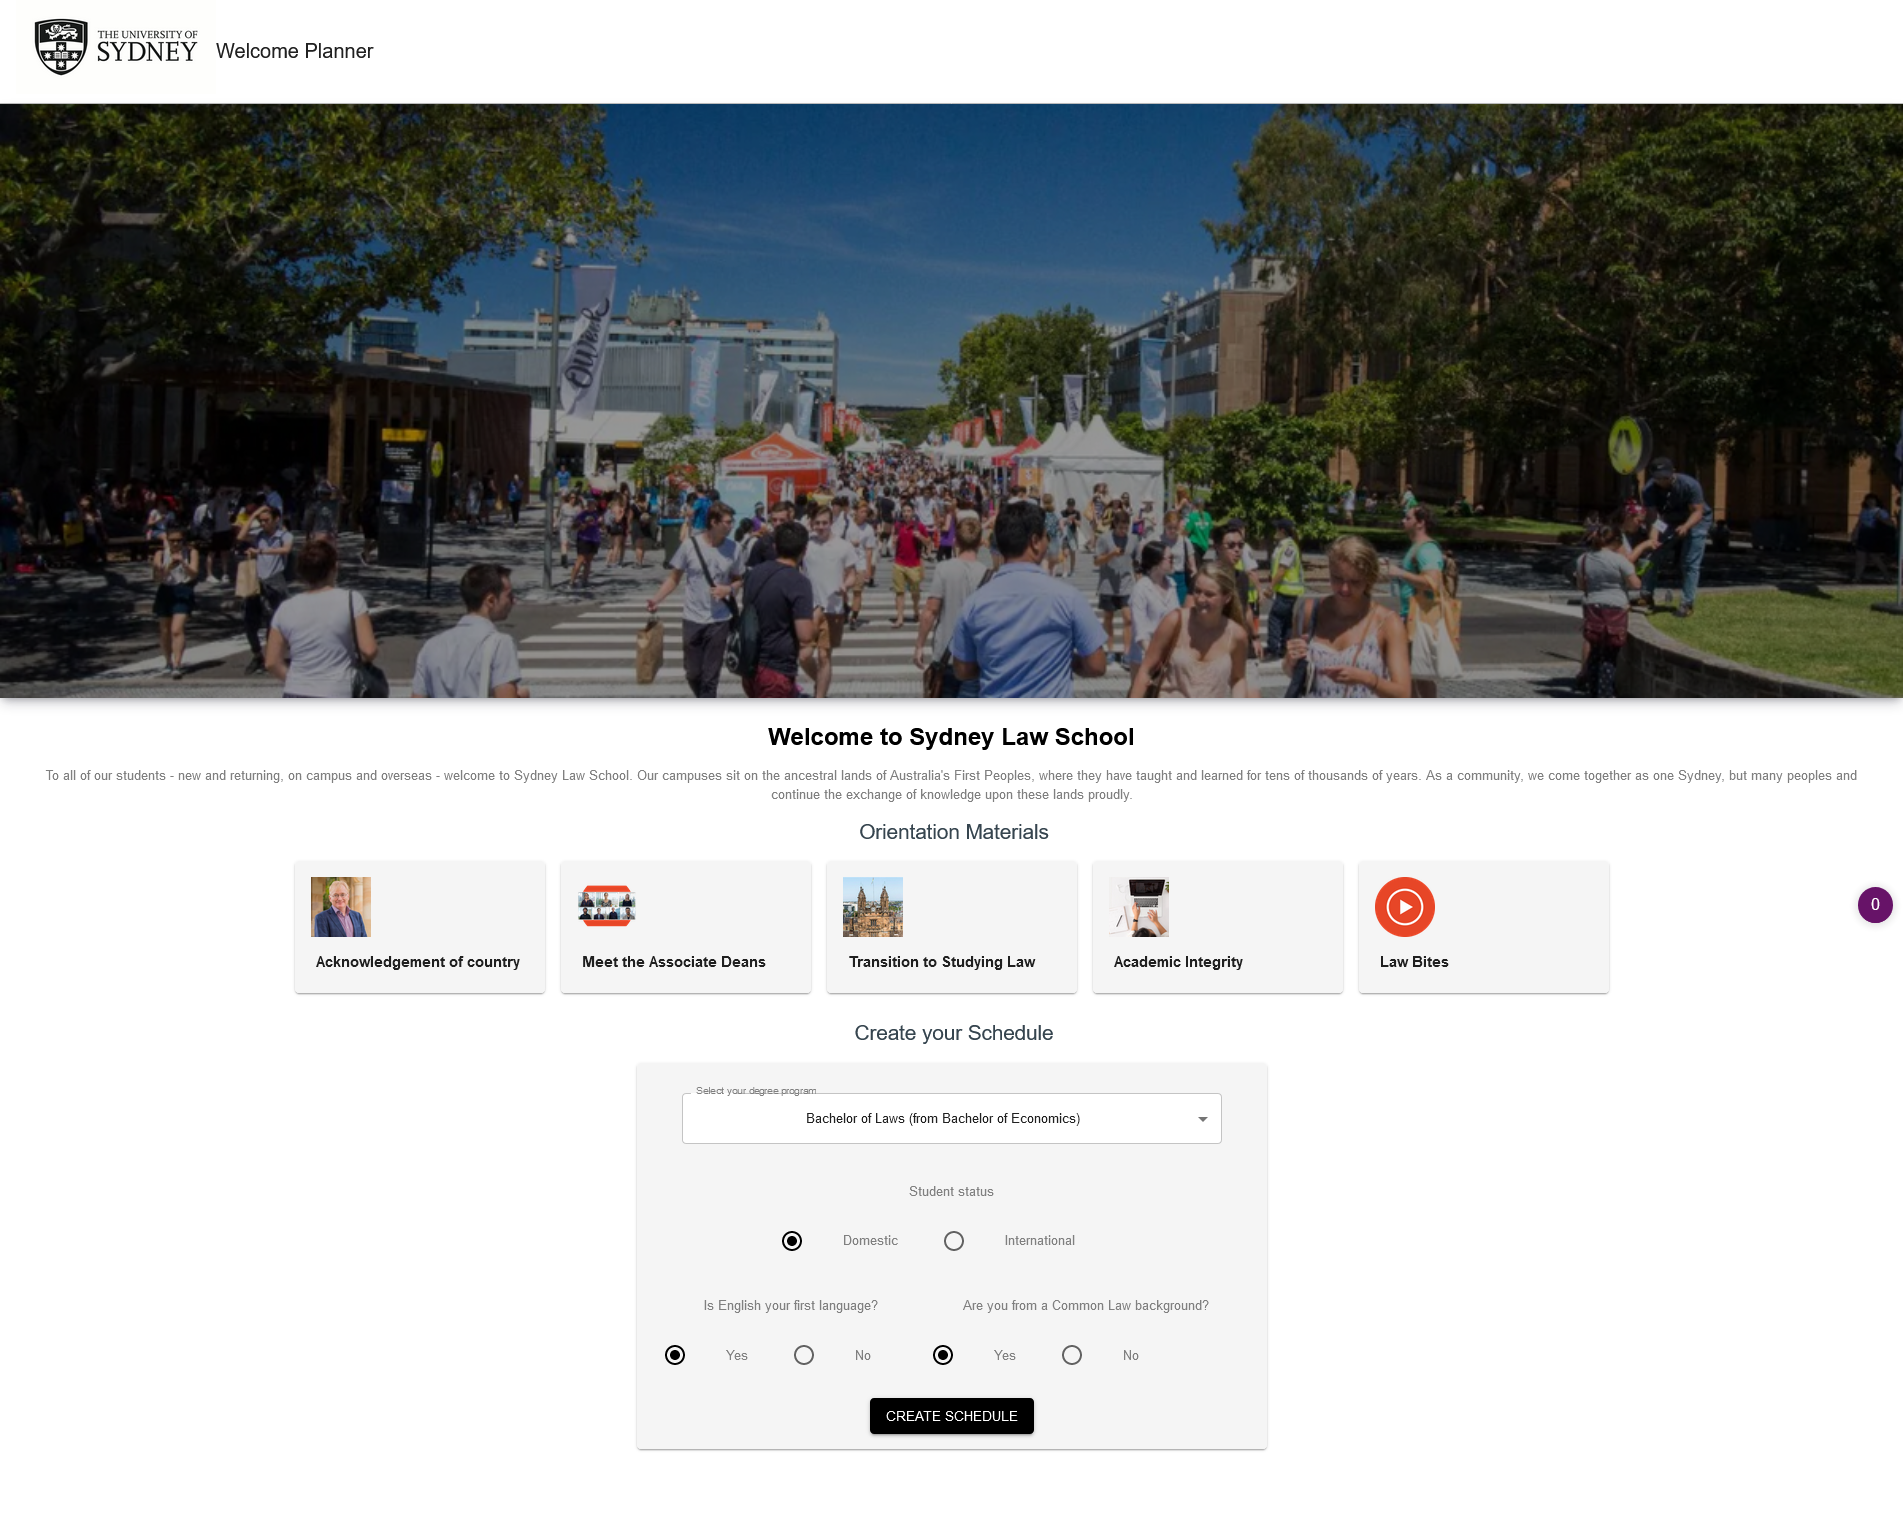 THE UNIVERSITY OF
SYDNEY
Welcome Planner
OWeek
Welcome to Sydney Law School
To all of our students - new and returning, on campus and overseas - welcome to Sydney Law School. Our campuses sit on the ancestral lands of Australia's First Peoples, where they have taught and learned for tens of thousands of years. As a community, we come together as one Sydney, but many peoples and
continue the exchange of knowledge upon these lands proudly.
Orientation Materials
Acknowledgement of country
Meet the Associate Deans
Transition to Studying Law
Academic Integrity
Law Bites
0
Create your Schedule
Select your degree program
Bachelor of Laws (from Bachelor of Economics)
Student status
Domestic
International
Is English your first language?
Are you from a Common Law background?
Yes
No
Yes
No
CREATE SCHEDULE